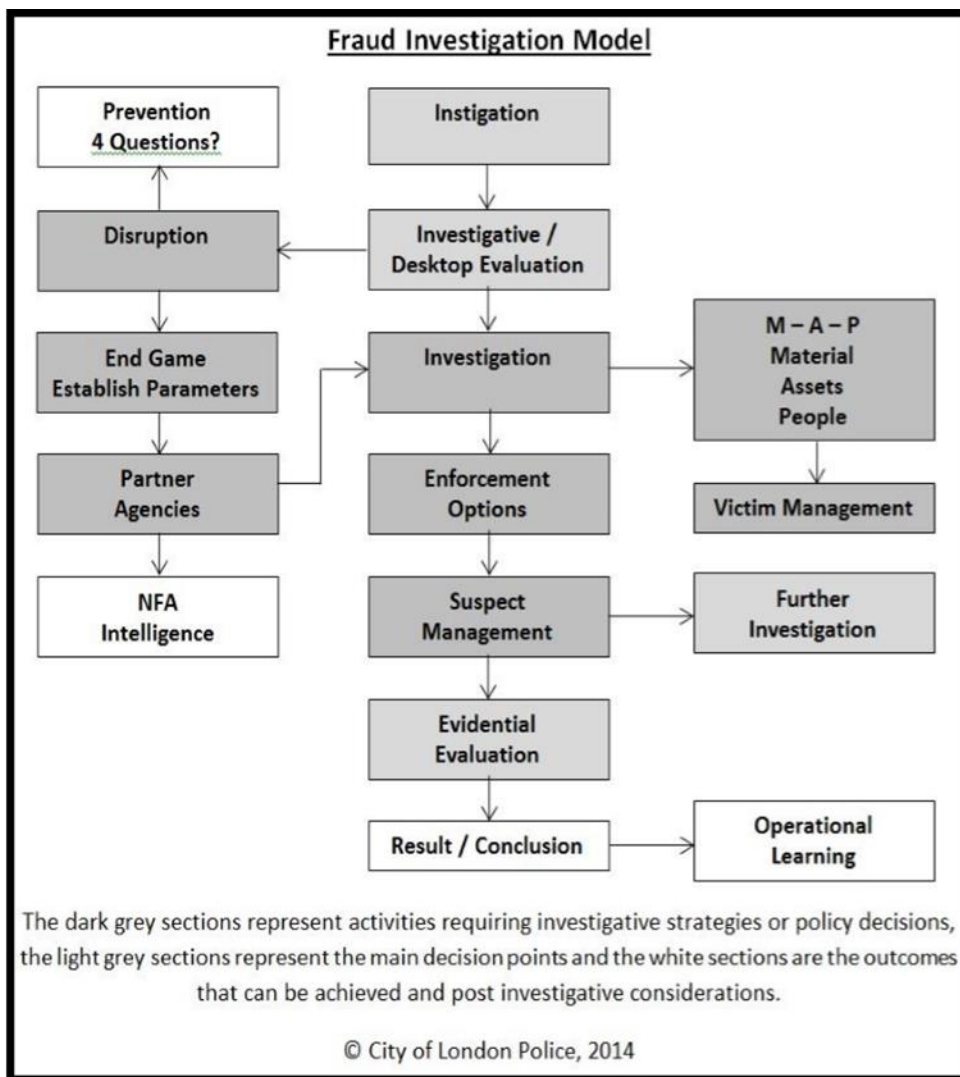 Fraud Investigation Model
Prevention
4 Questions?
Instigation
Disruption
Investigative /
Desktop Evaluation
End Game
Establish Parameters
Investigation
M – A – P
Material
Assets
People
Partner
Agencies
Enforcement
Options
Victim Management
NFA
Intelligence
Suspect
Management
Further
Investigation
Evidential
Evaluation
Result / Conclusion
Operational
Learning
The dark grey sections represent activities requiring investigative strategies or policy decisions,
the light grey sections represent the main decision points and the white sections are the outcomes
that can be achieved and post investigative considerations.
© City of London Police, 2014